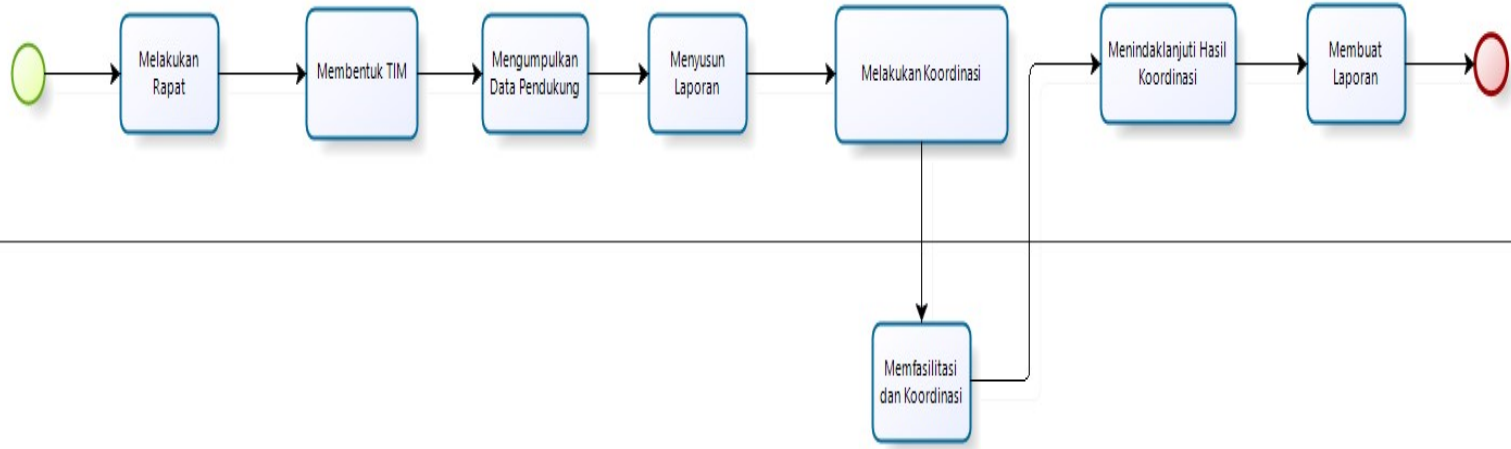 Melakukan
Rapat
Membentuk TIM
Mengumpulkan
Data Pendukung
Menyusun
Laporan
Melakukan Koordinasi
Menindaklanjuti Hasil
Koordinasi
Membuat
Laporan
Memfasilitasi
dan Koordinasi